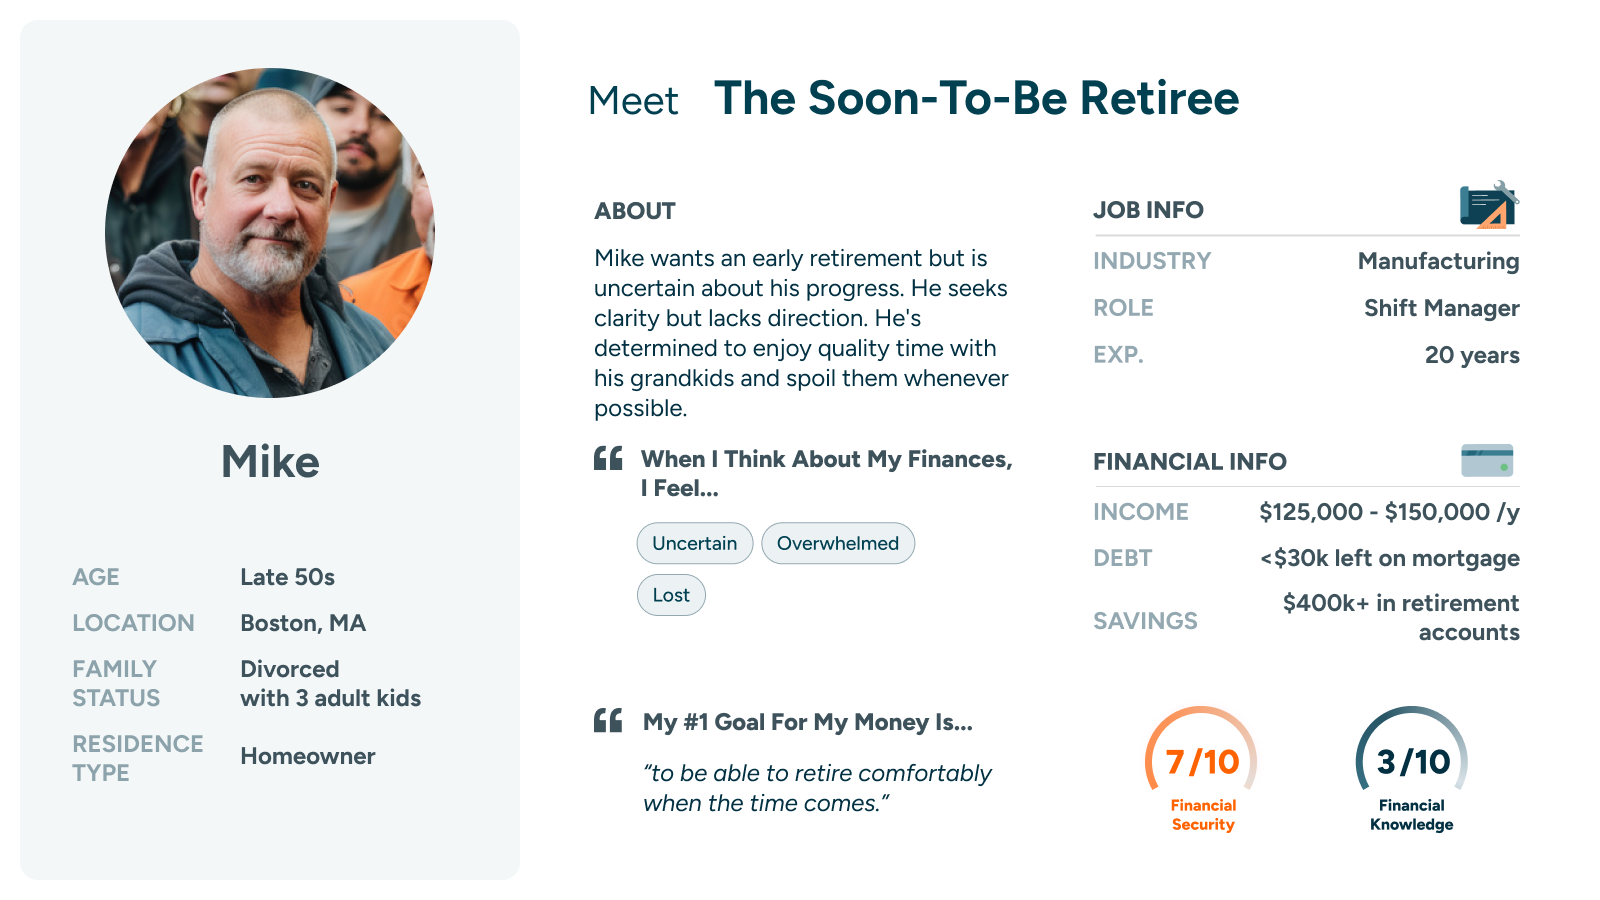 Mike
AGE Late 50s
LOCATION Boston, MA
FAMILY STATUS Divorced
with 3 adult kids
RESIDENCE TYPE Homeowner
Meet The Soon-To-Be Retiree
ABOUT
Mike wants an early retirement but is
uncertain about his progress. He seeks
clarity but lacks direction. He's
determined to enjoy quality time with
his grandkids and spoil them whenever
possible.
“ When I Think About My Finances,
I Feel...
Uncertain Overwhelmed
Lost
“ My #1 Goal For My Money Is...
“to be able to retire comfortably
when the time comes.”
JOB INFO
INDUSTRY Manufacturing
ROLE Shift Manager
EXP. 20 years
FINANCIAL INFO
INCOME $125,000 - $150,000 /y
DEBT <$30k left on mortgage
SAVINGS $400k+ in retirement
accounts
7/10
Financial
Security
3/10
Financial
Knowledge